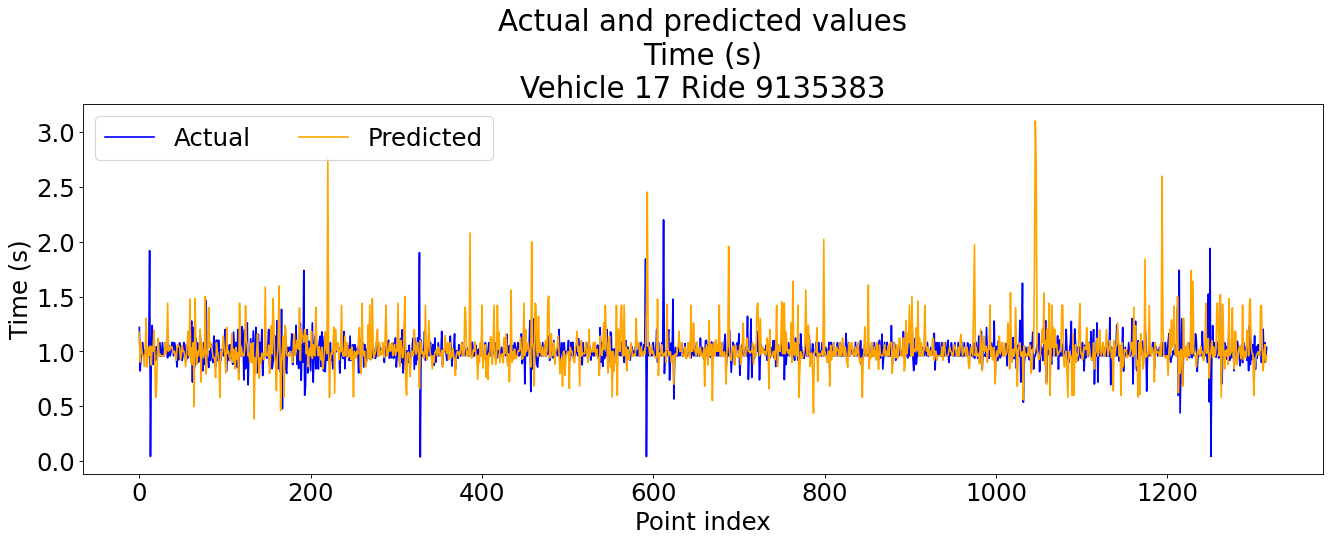 Actual and predicted values
Time (s)
Vehicle 17 Ride 9135383
Actual
Predicted
3.0
2.5
2.0
1.5
1.0
0.5
0.0
Time (s)
0 200 400 600 800 1000 1200
Point index